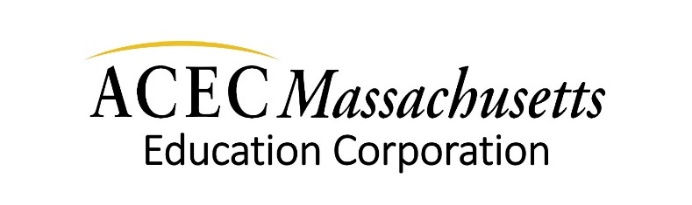 ACEC Massachusetts
Education Corporation